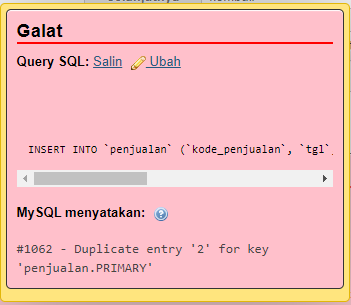 Galat
Query SQL: Salin Ubah
INSERT INTO `penjualan` (`kode_penjualan`, `tgl`,
MySQL menyatakan:
#1062 - Duplicate entry '2' for key
'penjualan.PRIMARY'